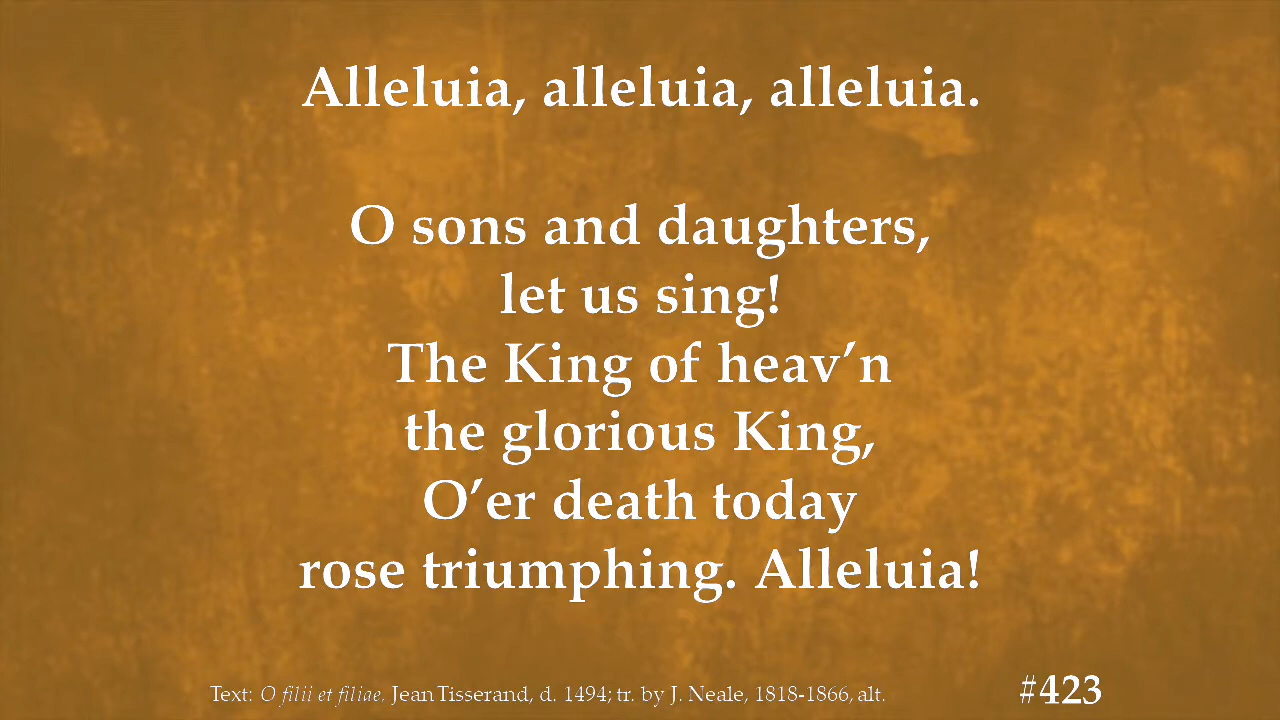 Alleluia, alleluia, alleluia.
O sons and daughters,
let us sing!
The King of heav’n
the glorious King,
O’er death today
rose triumphing. Alleluia!
Text: O filii et filiae, Jean Tisserand, d. 1494; tr. by J. Neale, 1818-1866, alt.
#423